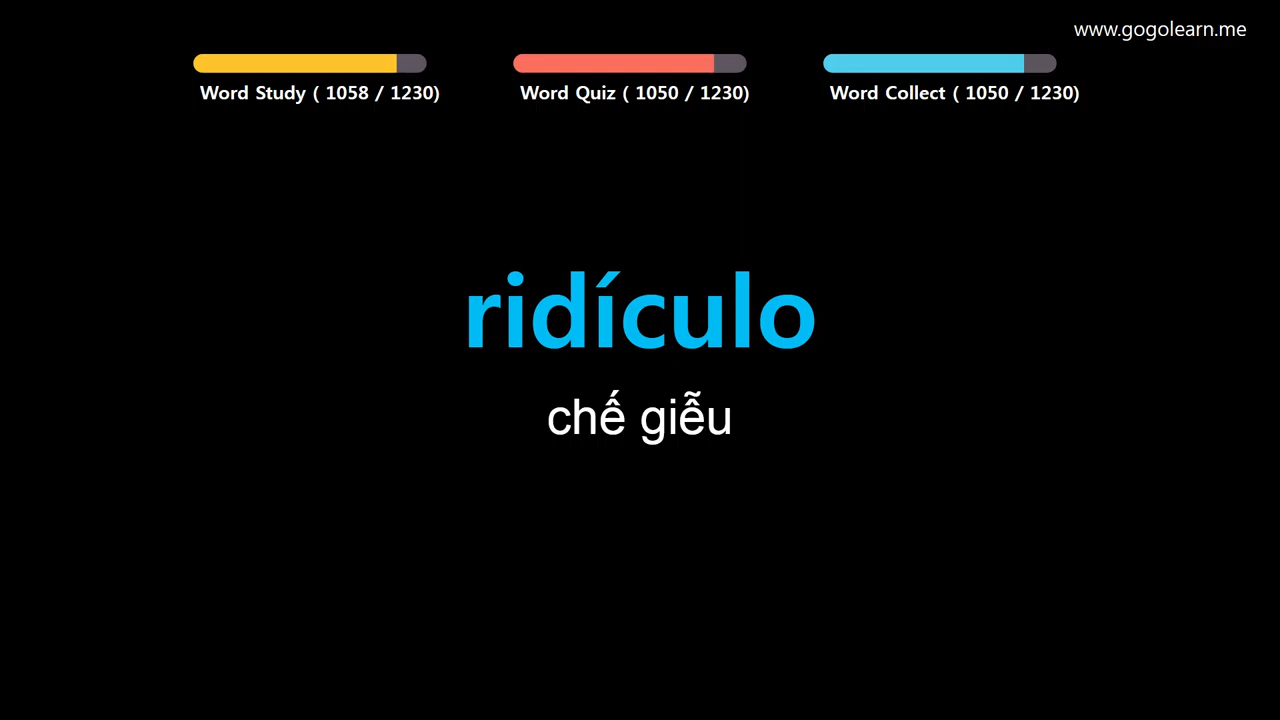 www.gogolearn.me
Word Study ( 1058 / 1230)
Word Quiz ( 1050 / 1230)
Word Collect ( 1050 / 1230)
ridículo
chế giễu